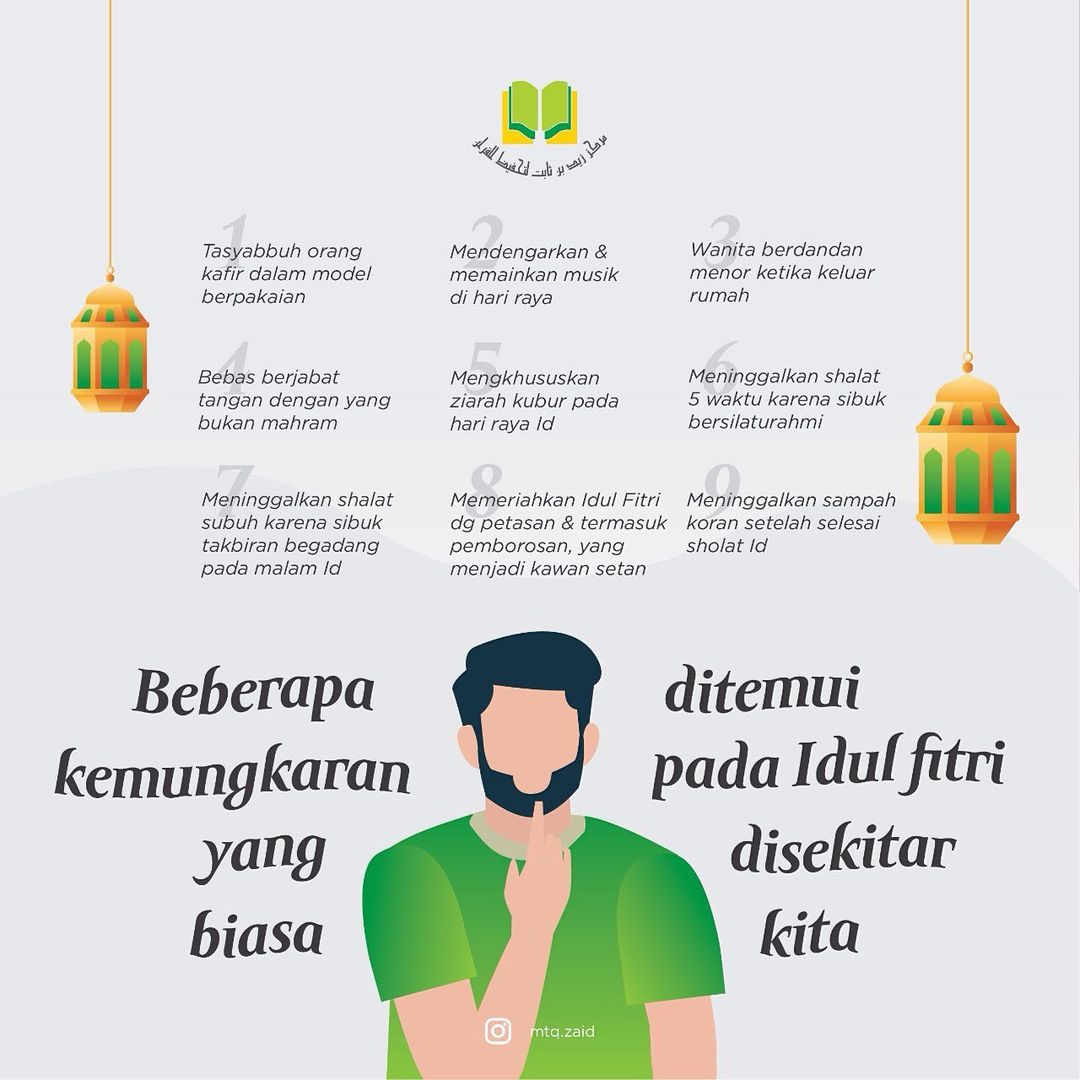 مركز زيد بن ثابت لتحفيظ القرآن
1
Tasyabbuh orang
kafir dalam model
berpakaian
2
Mendengarkan &
memainkan musik
di hari raya
3
Wanita berdandan
menor ketika keluar
rumah
4
Bebas berjabat
tangan dengan yang
bukan mahram
5
Mengkhususkan
ziarah kubur pada
hari raya Id
6
Meninggalkan shalat
5 waktu karena sibuk
bersilaturahmi
7
Meninggalkan shalat
subuh karena sibuk
takbiran begadang
pada malam Id
8
Memeriahkan Idul Fitri
dg petasan & termasuk
pemborosan, yang
menjadi kawan setan
9
Meninggalkan sampah
koran setelah selesai
sholat Id
Beberapa
kemungkaran
yang
biasa
ditemui
pada Idul fitri
disekitar
kita
mtq.zaid